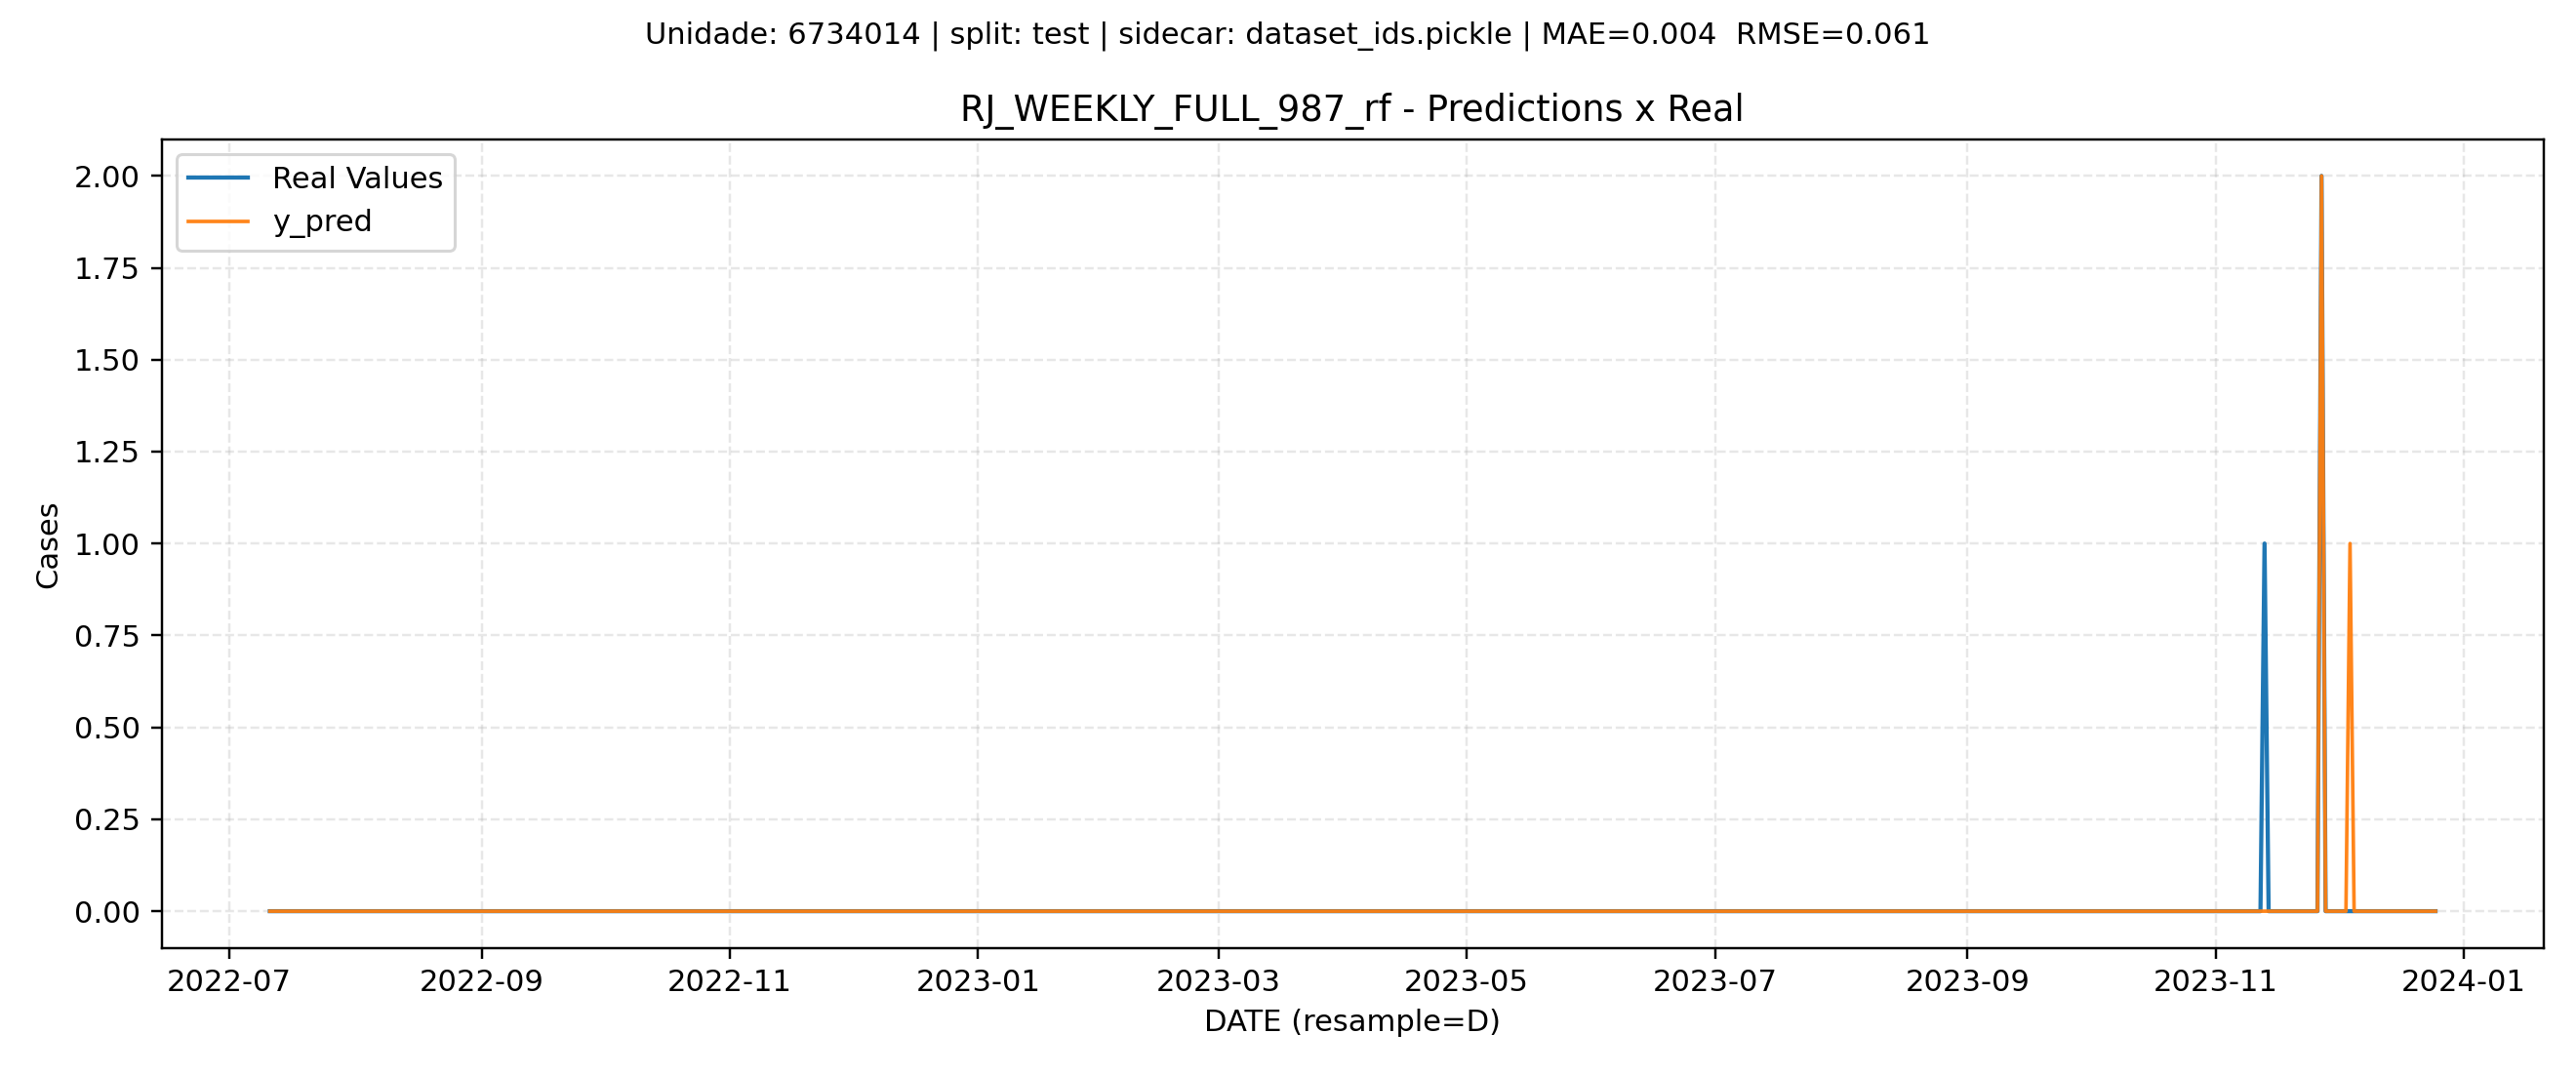 Unidade: 6734014 | split: test | sidecar: dataset_ids.pickle | MAE=0.004  RMSE=0.061
RJ_WEEKLY_FULL_987_rf - Predictions x Real
Real Values
y_pred
2.00
1.75
1.50
1.25
1.00
0.75
0.50
0.25
0.00
Cases
2022-07 2022-09 2022-11 2023-01 2023-03 2023-05 2023-07 2023-09 2023-11 2024-01
DATE (resample=D)